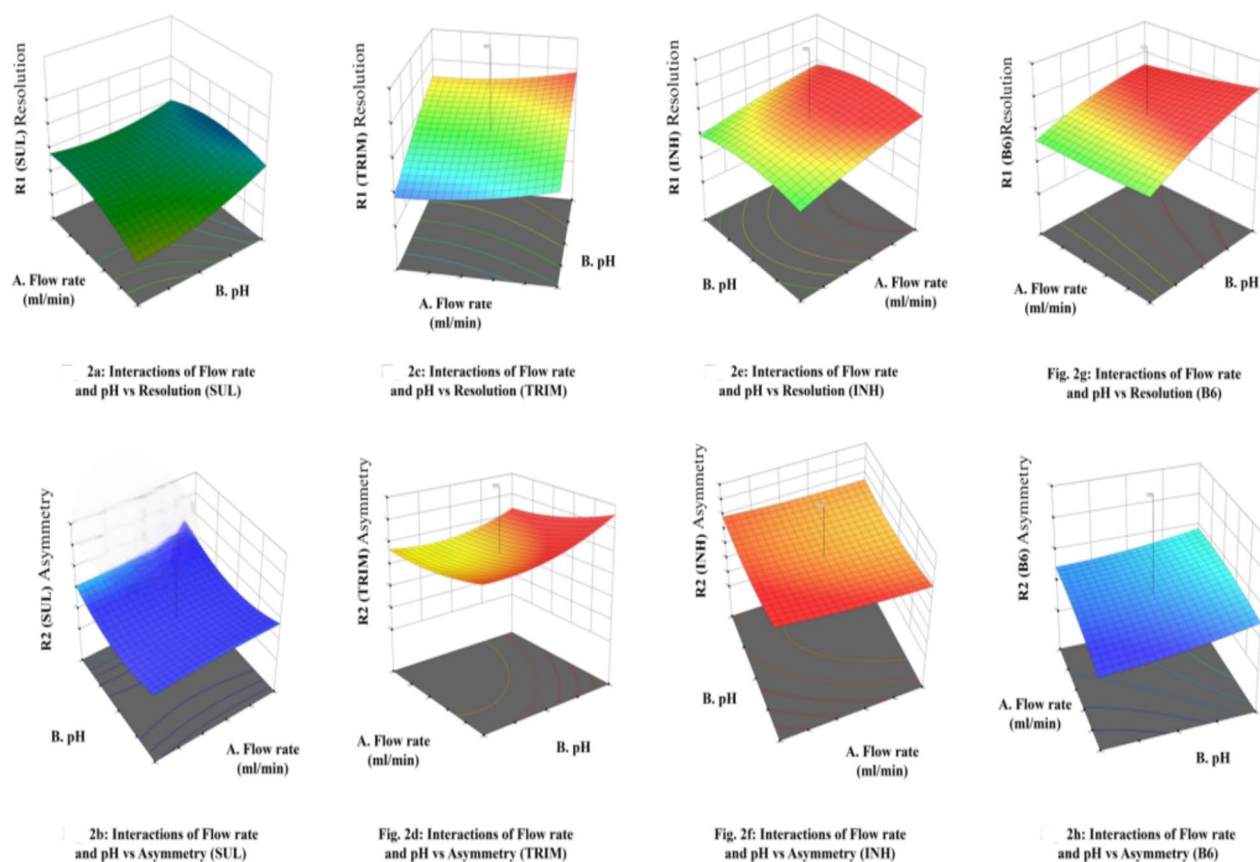 R1 (SUL) Resolution
A. Flow rate
(ml/min)
B. pH
2a: Interactions of Flow rate
and pH vs Resolution (SUL)
R1 (TRIM) Resolution
A. Flow rate
(ml/min)
B. pH
2c: Interactions of Flow rate
and pH vs Resolution (TRIM)
R1 (INH) Resolution
B. pH
A. Flow rate
(ml/min)
2e: Interactions of Flow rate
and pH vs Resolution (INH)
R1 (B6)Resolution
A. Flow rate
(ml/min)
B. pH
Fig. 2g: Interactions of Flow rate
and pH vs Resolution (B6)
R2 (SUL) Asymmetry
B. pH
A. Flow rate
(ml/min)
2b: Interactions of Flow rate
and pH vs Asymmetry (SUL)
R2 (TRIM) Asymmetry
A. Flow rate
(ml/min)
B. pH
Fig. 2d: Interactions of Flow rate
and pH vs Asymmetry (TRIM)
R2 (INH) Asymmetry
B. pH
A. Flow rate
(ml/min)
Fig. 2f: Interactions of Flow rate
and pH vs Asymmetry (INH)
R2 (B6) Asymmetry
A. Flow rate
(ml/min)
B. pH
2h: Interactions of Flow rate
and pH vs Asymmetry (B6)